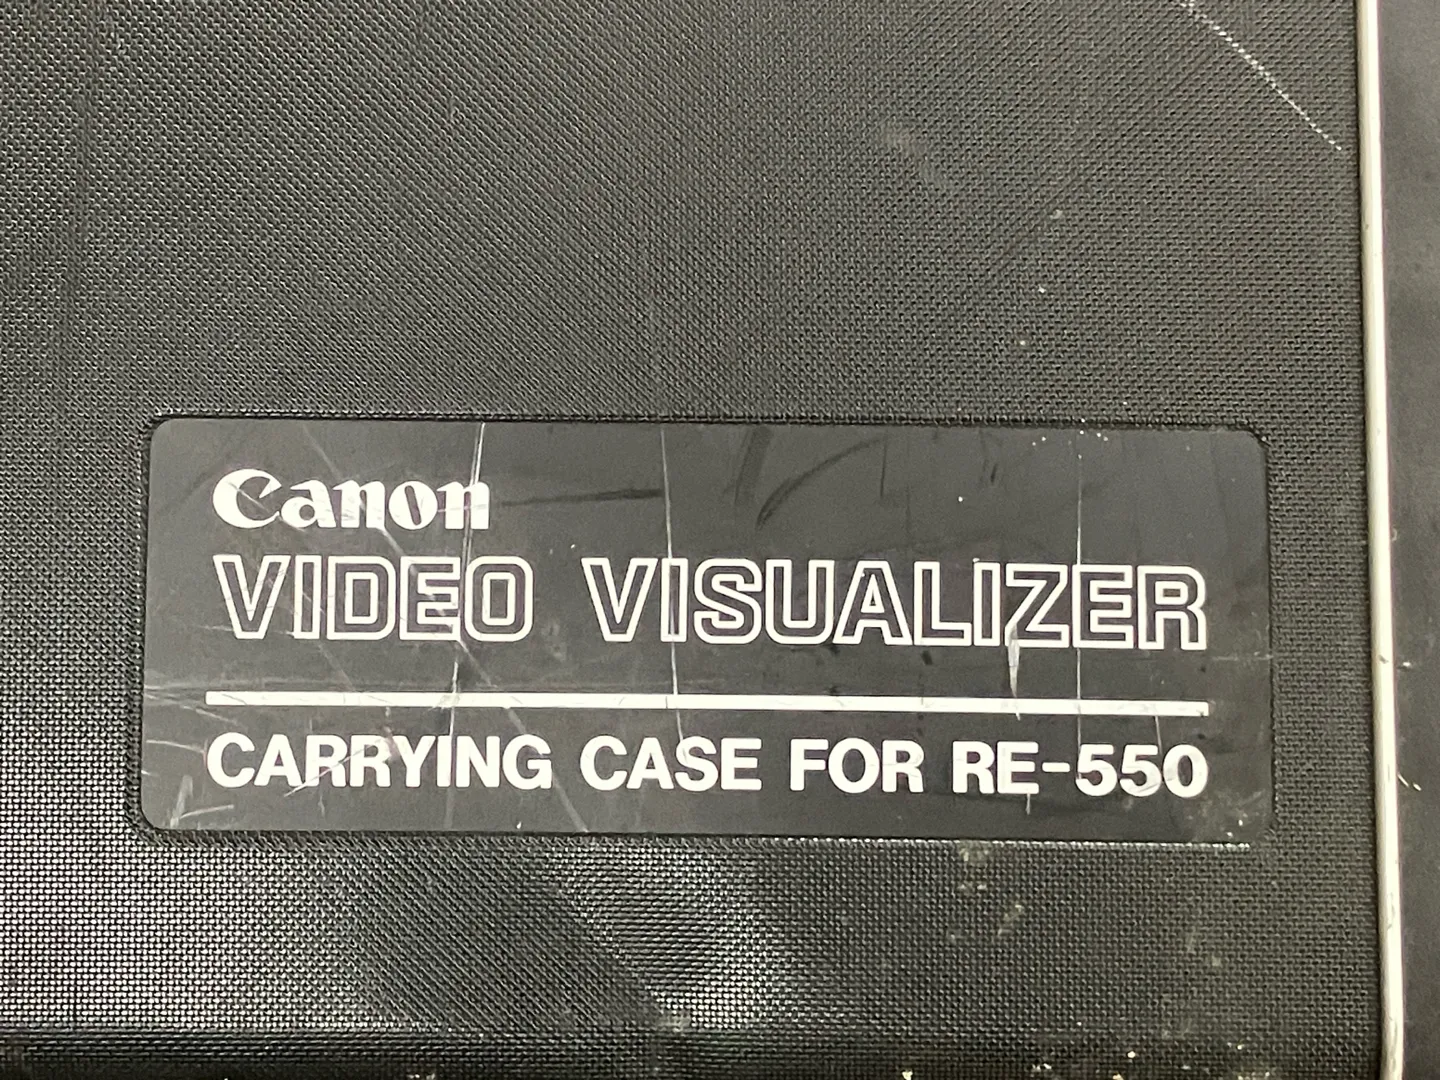 Canon
VIDEO VISUALIZER
CARRYING CASE FOR RE-550